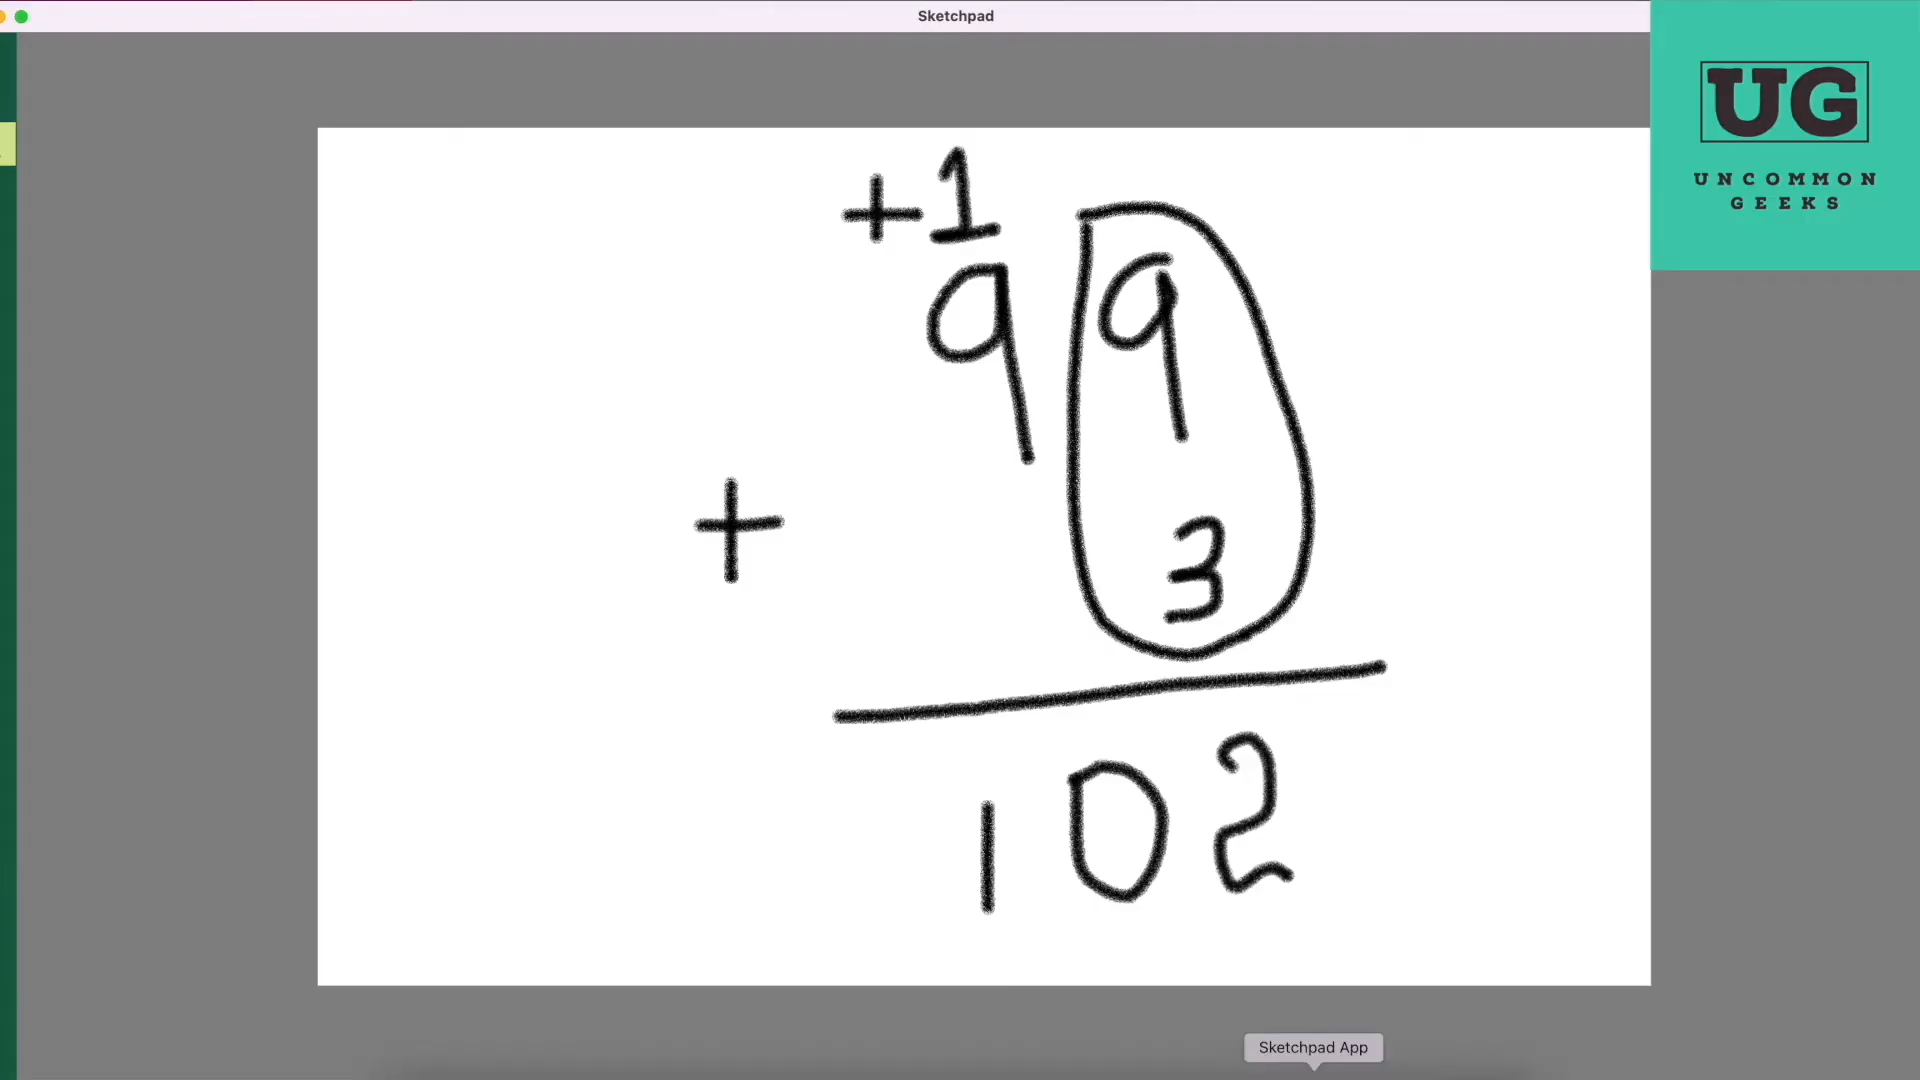 Sketchpad
UG
UNCOMMON
GEEKS
+1
99
+ 3
102
Sketchpad App